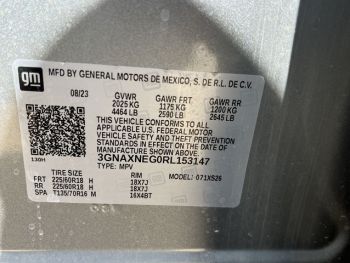 gm
MFD BY GENERAL MOTORS DE MEXICO, S. DE R.L. DE C.V.
08/23 GVWR GAWR FRT GAWR RR
2025 KG 1175 KG 1200 KG
4464 LB 2590 LB 2645 LB
THIS VEHICLE CONFORMS TO ALL
APPLICABLE U.S. FEDERAL MOTOR
VEHICLE SAFETY AND THEFT PREVENTION
STANDARDS IN EFFECT ON THE DATE OF
MANUFACTURE SHOWN ABOVE.
3GNAXNEG0RL153147
130H TYPE: MPV MODEL: 071XS26
TIRE SIZE RIM
FRT 225/60R18 H 18X7J
RR 225/60R18 H 18X7J
SPA T135/70R16 M 16X4BT